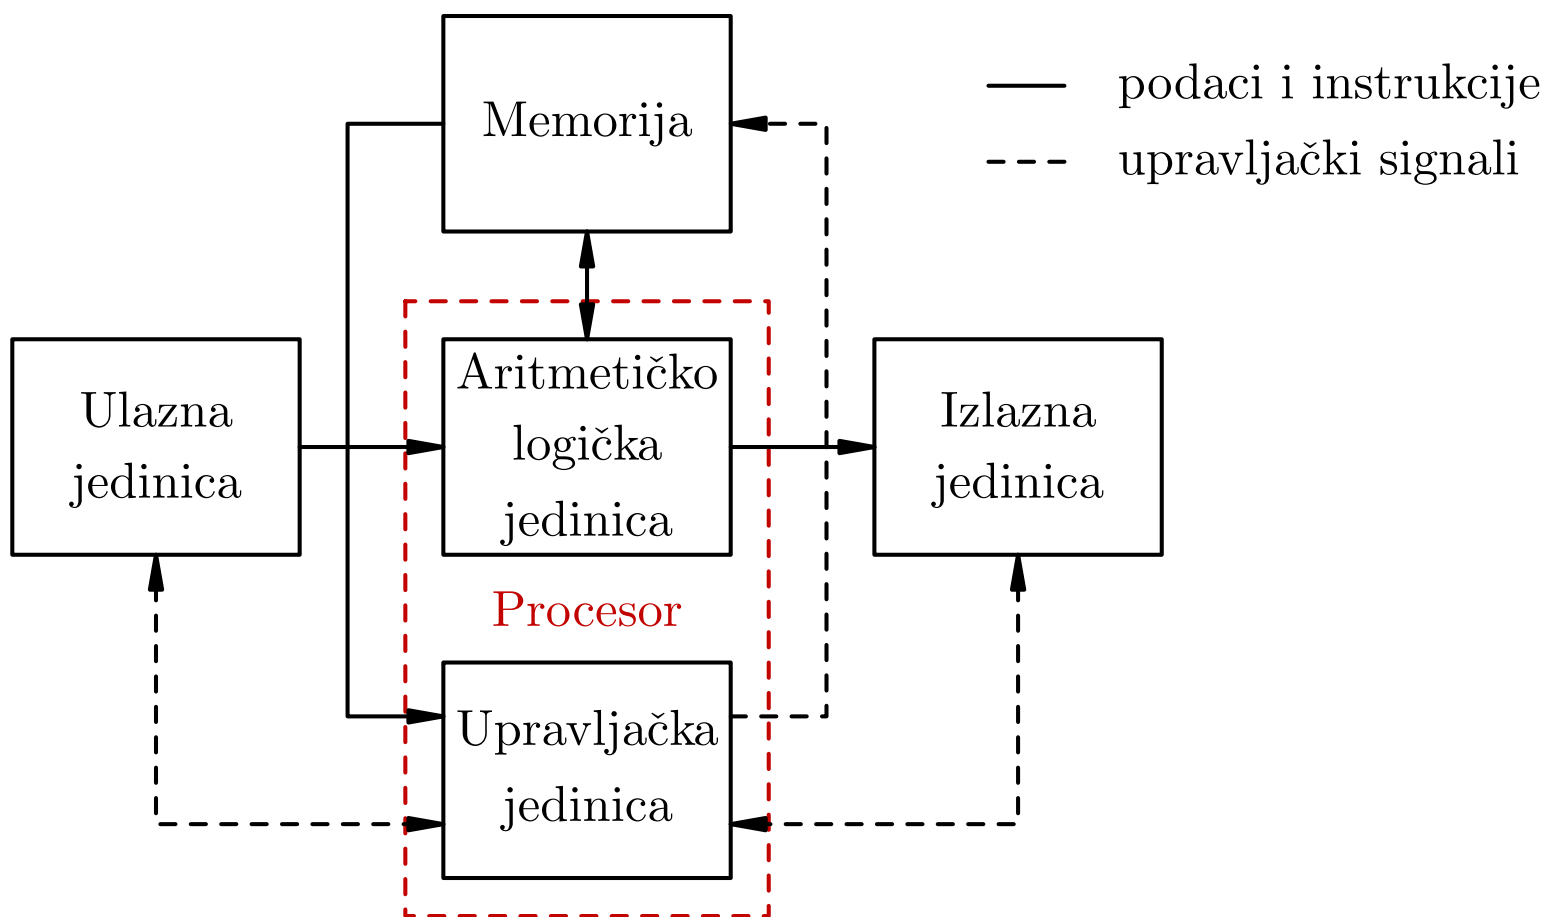 Memorija
podaci i instrukcije
upravljački signali
Ulazna
jedinica
Aritmetičko
logička
jedinica
Izlazna
jedinica
Procesor
Upravljačka
jedinica